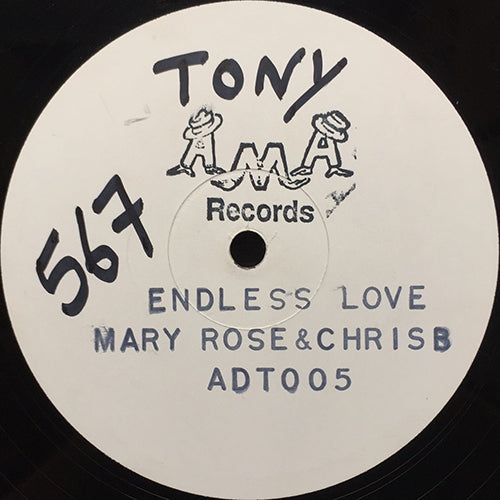 TONY
AMA
Records
567
ENDLESS LOVE
MARY ROSE & CHRIS B
ADT005